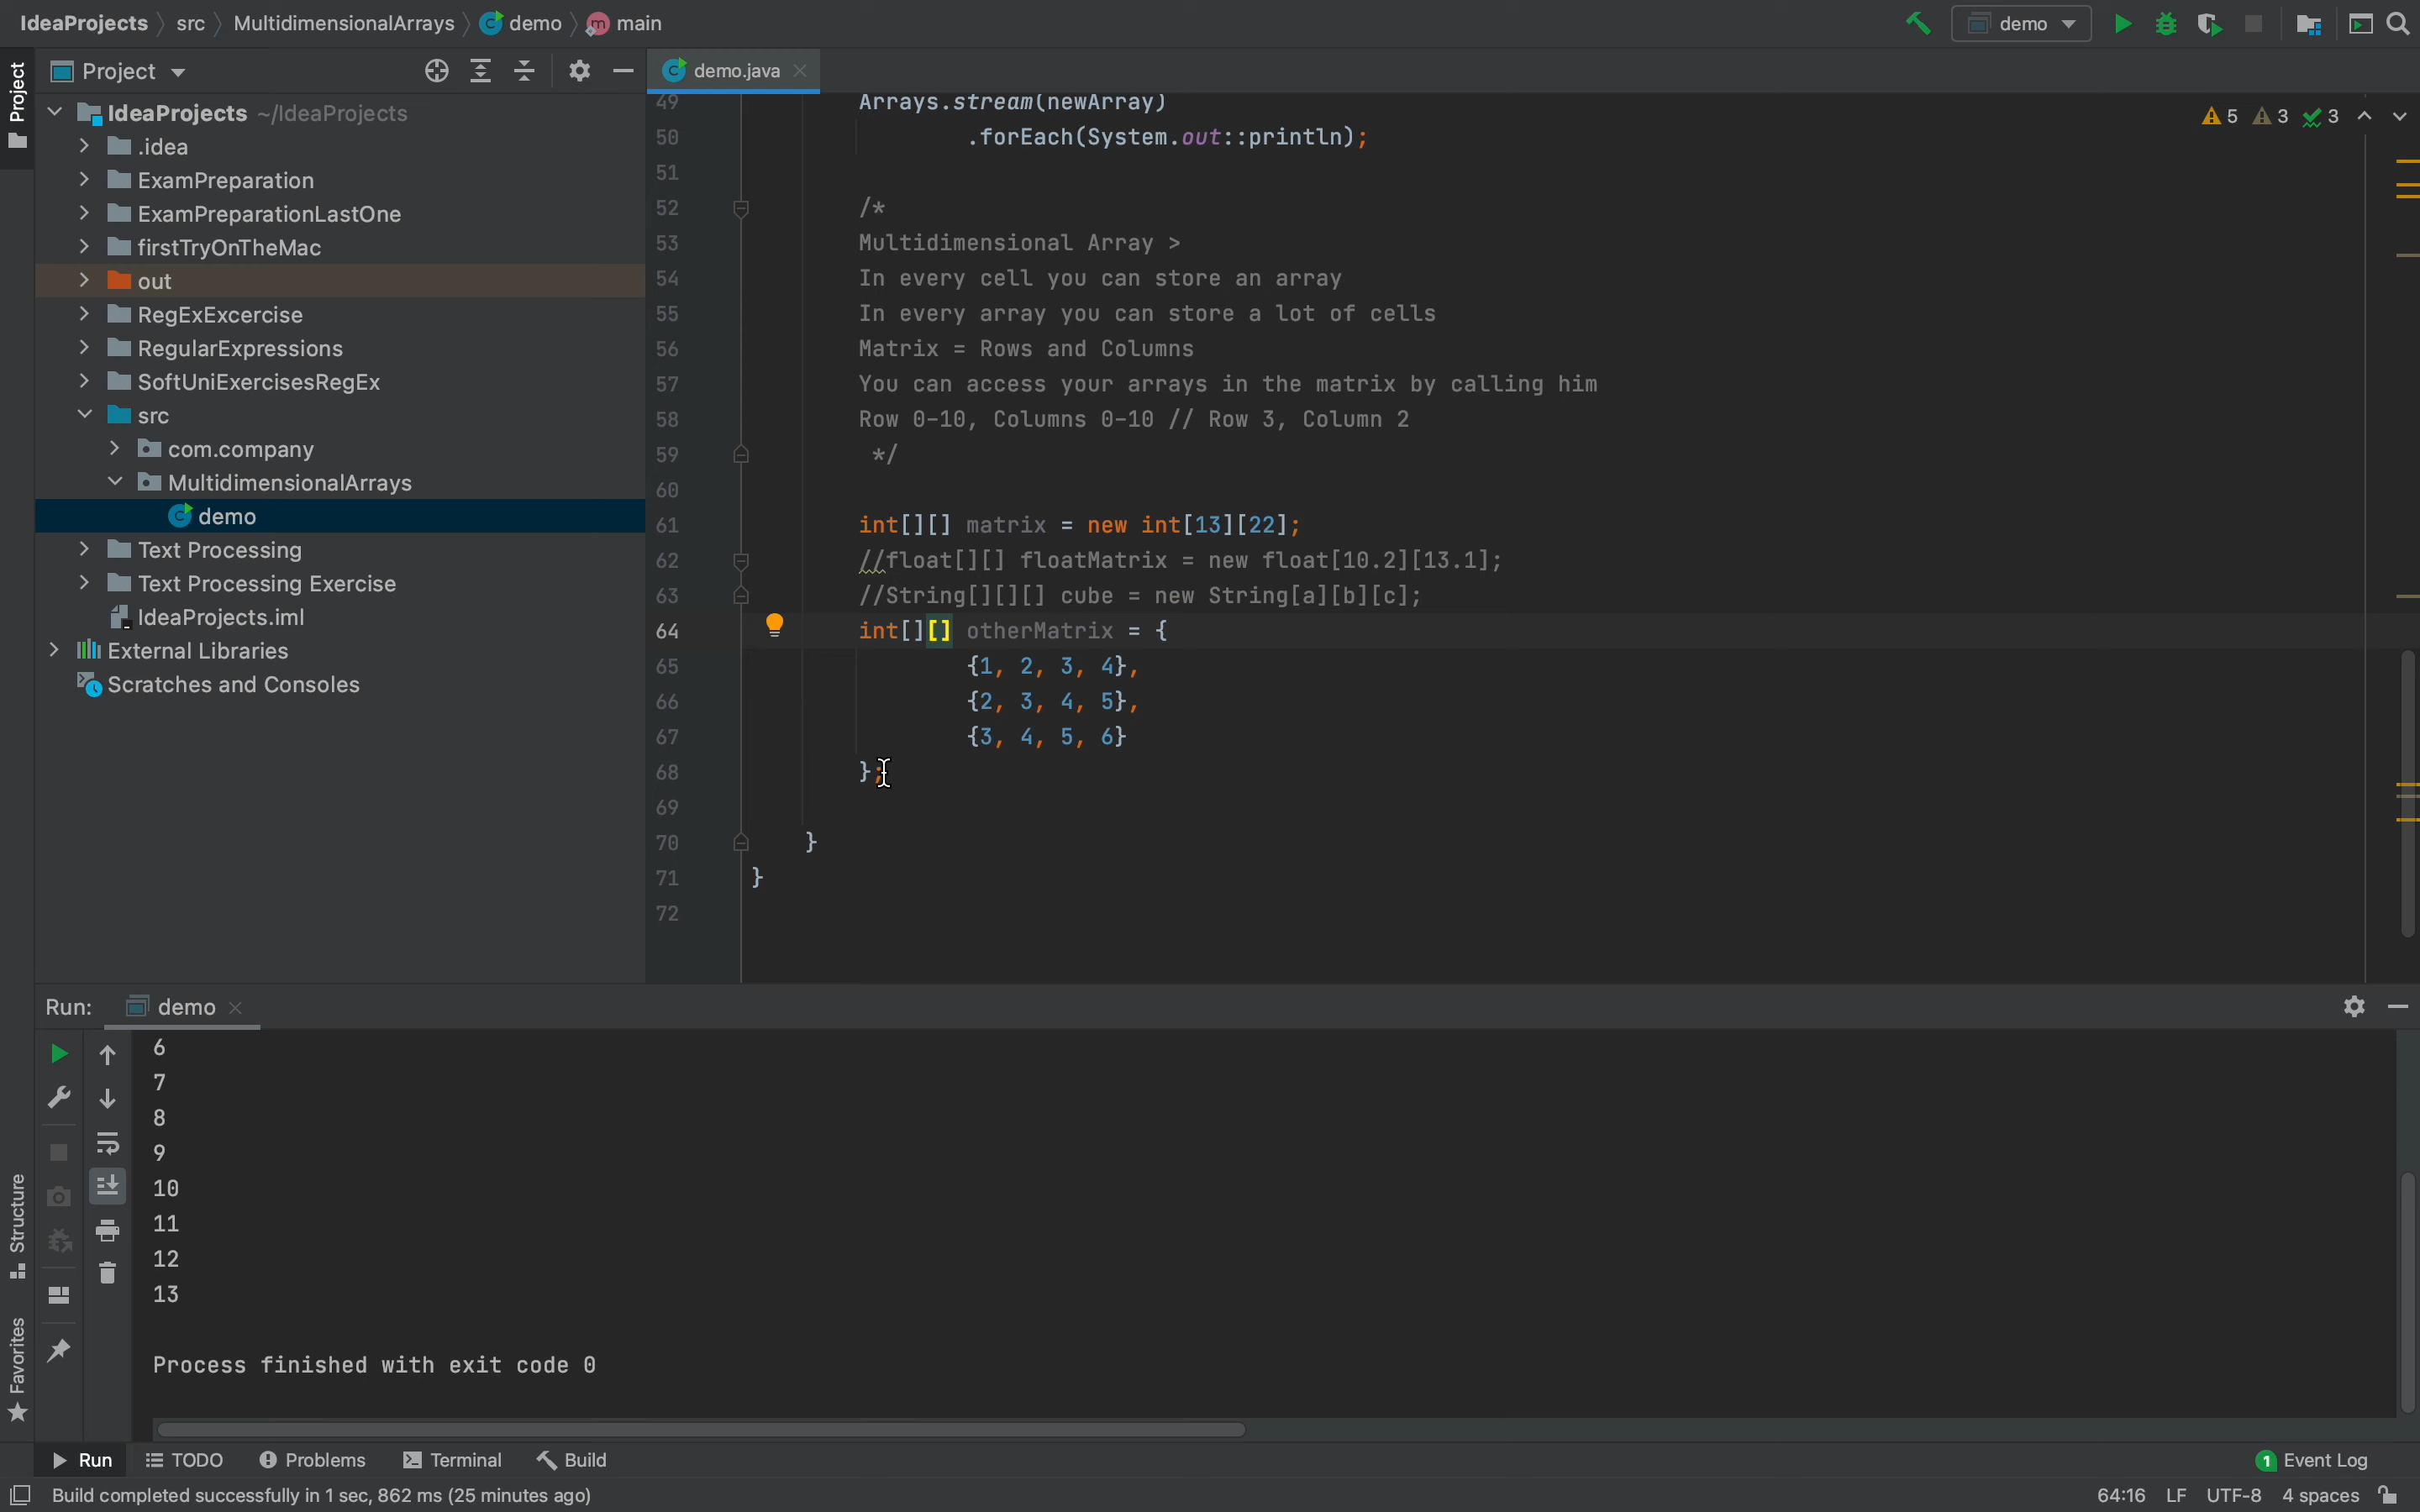 IdeaProjects src MultidimensionalArrays demo main
demo
Project
Project
demo.java
IdeaProjects ~/IdeaProjects
.idea
ExamPreparation
ExamPreparationLastOne
firstTryOnTheMac
out
RegExExcercise
RegularExpressions
SoftUniExercisesRegEx
src
com.company
MultidimensionalArrays
demo
Text Processing
Text Processing Exercise
IdeaProjects.iml
External Libraries
Scratches and Consoles
5 3 3
49 Arrays.stream(newArray)
50 .forEach(System.out::println);
51
52 /*
53 Multidimensional Array >
54 In every cell you can store an array
55 In every array you can store a lot of cells
56 Matrix = Rows and Columns
57 You can access your arrays in the matrix by calling him
58 Row 0-10, Columns 0-10 // Row 3, Column 2
59 */
60
61 int[][] matrix = new int[13][22];
62 //float[][] floatMatrix = new float[10.2][13.1];
63 //String[][][] cube = new String[a][b][c];
64 int[][] otherMatrix = {
65 {1, 2, 3, 4},
66 {2, 3, 4, 5},
67 {3, 4, 5, 6}
68 };
69
70 }
71 }
72
Run: demo
6
7
8
9
10
11
12
13
Process finished with exit code 0
Structure
Favorites
Run TODO Problems Terminal Build 1 Event Log
Build completed successfully in 1 sec, 862 ms (25 minutes ago) 64:16 LF UTF-8 4 spaces